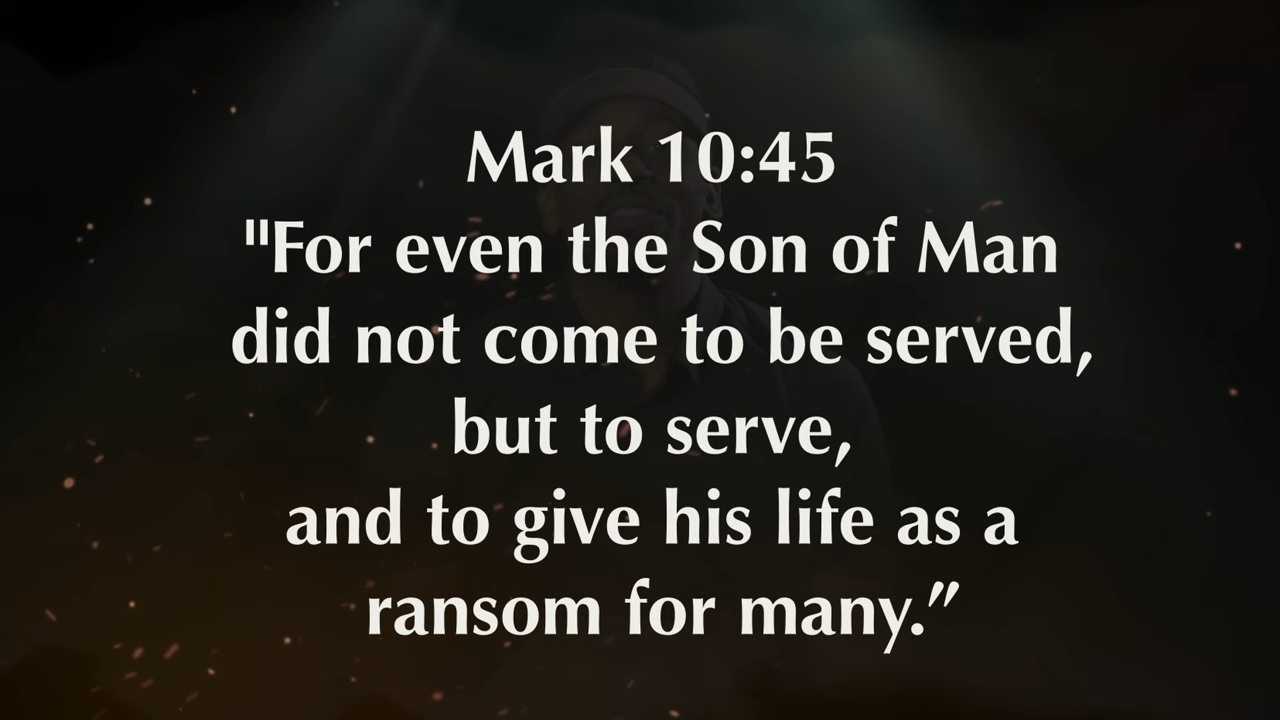 Mark 10:45
"For even the Son of Man
did not come to be served,
but to serve,
and to give his life as a
ransom for many.”